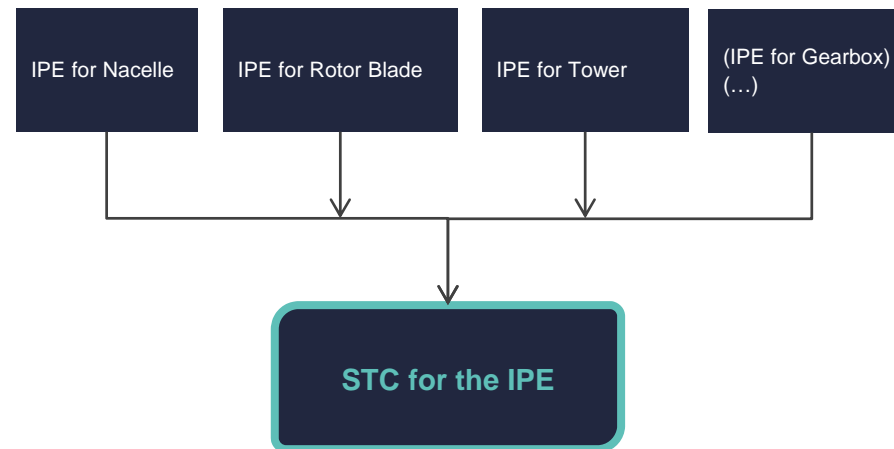 IPE for Nacelle
IPE for Rotor Blade
IPE for Tower
(IPE for Gearbox)
(…)
STC for the IPE